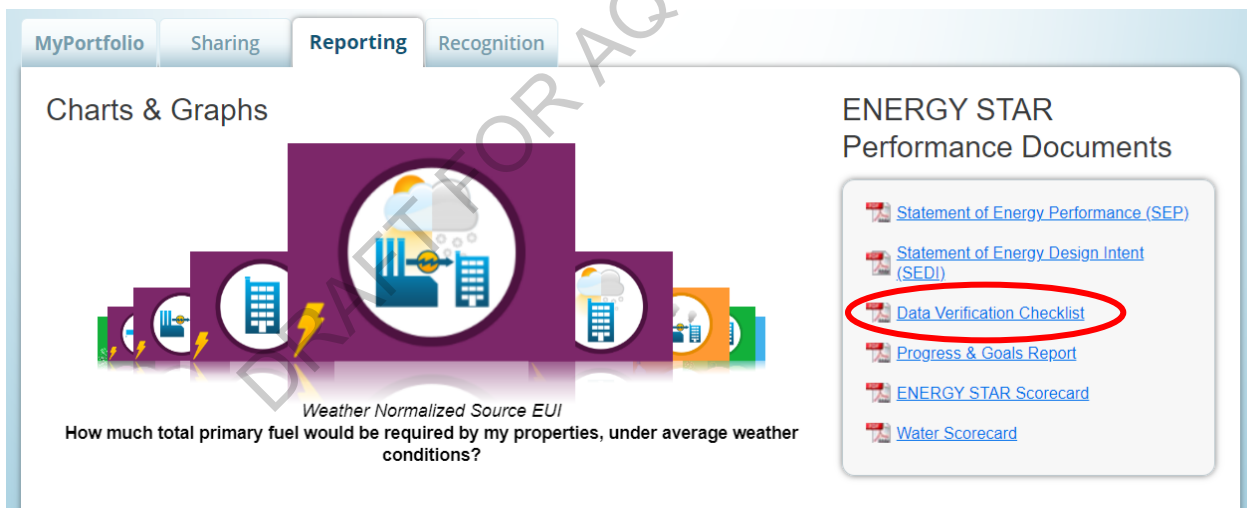 MyPortfolio
Sharing
Reporting
Recognition
Charts & Graphs
Weather Normalized Source EUI
How much total primary fuel would be required by my properties, under average weather
conditions?
ENERGY STAR
Performance Documents
Statement of Energy Performance (SEP)
Statement of Energy Design Intent
(SEDI)
Data Verification Checklist
Progress & Goals Report
ENERGY STAR Scorecard
Water Scorecard
DRAFT FOR AQ